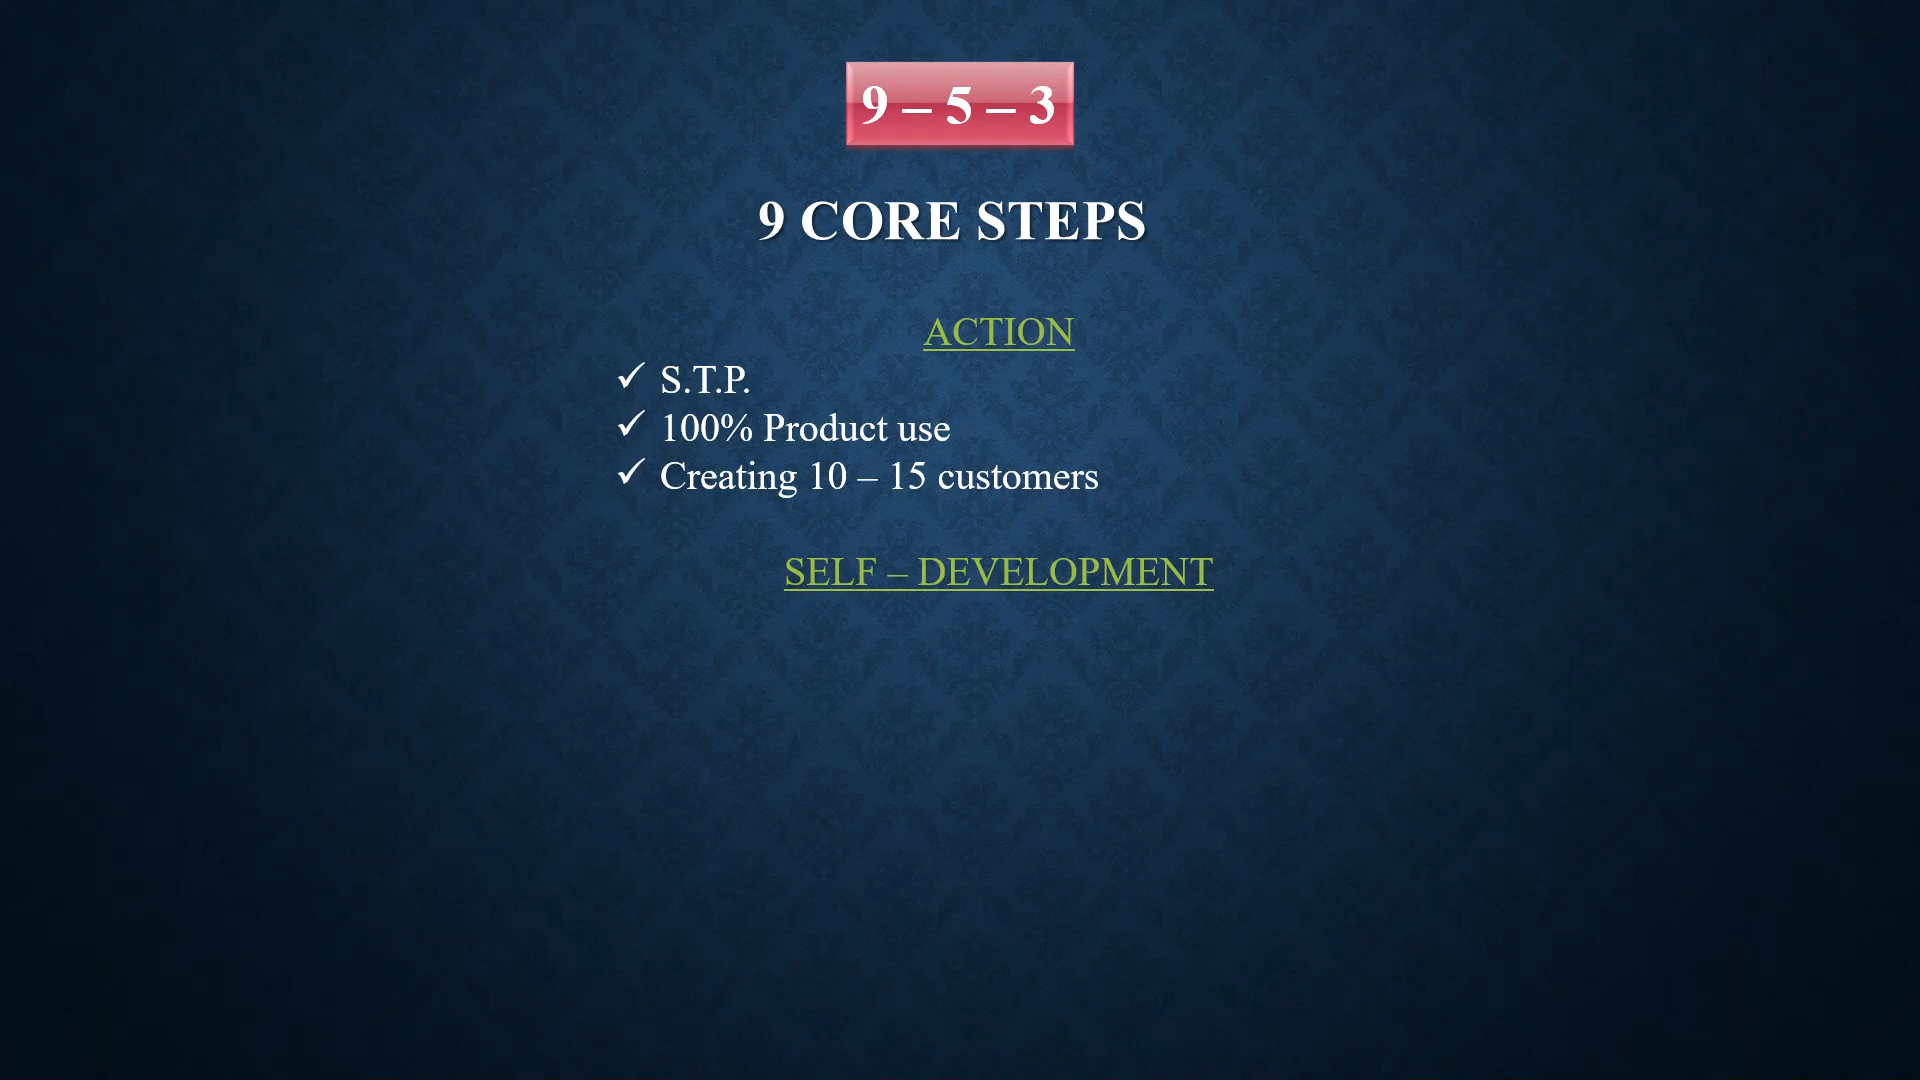 9 – 5 – 3
9 CORE STEPS
ACTION
✓ S.T.P.
✓ 100% Product use
✓ Creating 10 – 15 customers
SELF – DEVELOPMENT